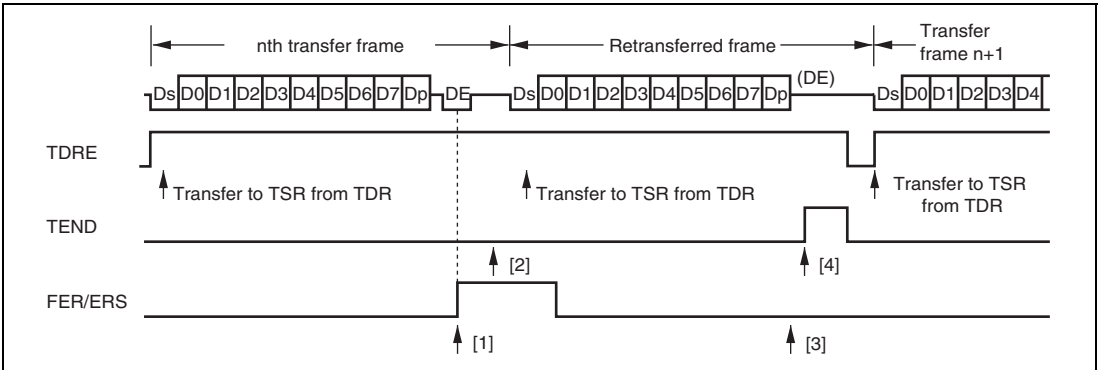 nth transfer frame
Retransferred frame
Transfer
frame n+1
Ds D0 D1 D2 D3 D4 D5 D6 D7 Dp DE Ds D0 D1 D2 D3 D4 D5 D6 D7 Dp (DE) Ds D0 D1 D2 D3 D4
TDRE
Transfer to TSR from TDR
Transfer to TSR from TDR
Transfer to TSR
from TDR
TEND
[2]
[4]
FER/ERS
[1]
[3]